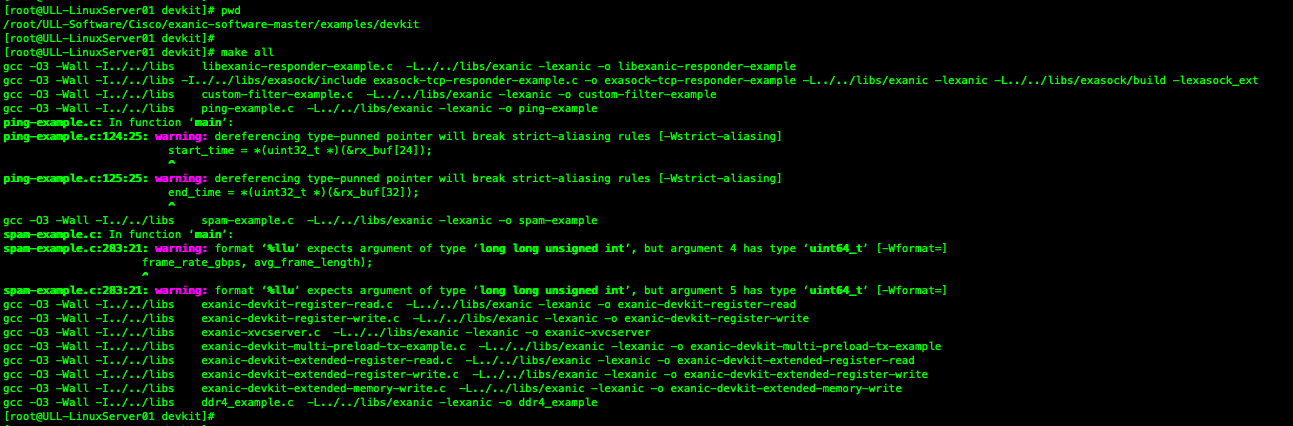 [root@ULL-LinuxServer01 devkit]# pwd
/root/ULL-Software/Cisco/exanic-software-master/examples/devkit
[root@ULL-LinuxServer01 devkit]#
[root@ULL-LinuxServer01 devkit]# make all
gcc -O3 -Wall -I../../libs    libexanic-responder-example.c  -L../../libs/exanic -lexanic -o libexanic-responder-example
gcc -O3 -Wall -I../../libs -I../../libs/exasock/include exasock-tcp-responder-example.c -o exasock-tcp-responder-example -L../../libs/exanic -lexanic -L../../libs/exasock/build -lexasock_ext
gcc -O3 -Wall -I../../libs    custom-filter-example.c  -L../../libs/exanic -lexanic -o custom-filter-example
gcc -O3 -Wall -I../../libs    ping-example.c  -L../../libs/exanic -lexanic -o ping-example
ping-example.c: In function ‘main’:
ping-example.c:124:25: warning: dereferencing type-punned pointer will break strict-aliasing rules [-Wstrict-aliasing]
                         start_time = *(uint32_t *)(&rx_buf[24]);
                         ^
ping-example.c:125:25: warning: dereferencing type-punned pointer will break strict-aliasing rules [-Wstrict-aliasing]
                         end_time = *(uint32_t *)(&rx_buf[32]);
                         ^
gcc -O3 -Wall -I../../libs    spam-example.c  -L../../libs/exanic -lexanic -o spam-example
spam-example.c: In function ‘main’:
spam-example.c:283:21: warning: format ‘%llu’ expects argument of type ‘long long unsigned int’, but argument 4 has type ‘uint64_t’ [-Wformat=]
                     frame_rate_gbps, avg_frame_length);
                     ^
spam-example.c:283:21: warning: format ‘%llu’ expects argument of type ‘long long unsigned int’, but argument 5 has type ‘uint64_t’ [-Wformat=]
gcc -O3 -Wall -I../../libs    exanic-devkit-register-read.c  -L../../libs/exanic -lexanic -o exanic-devkit-register-read
gcc -O3 -Wall -I../../libs    exanic-devkit-register-write.c  -L../../libs/exanic -lexanic -o exanic-devkit-register-write
gcc -O3 -Wall -I../../libs    exanic-xvcserver.c  -L../../libs/exanic -lexanic -o exanic-xvcserver
gcc -O3 -Wall -I../../libs    exanic-devkit-multi-preload-tx-example.c  -L../../libs/exanic -lexanic -o exanic-devkit-multi-preload-tx-example
gcc -O3 -Wall -I../../libs    exanic-devkit-extended-register-read.c  -L../../libs/exanic -lexanic -o exanic-devkit-extended-register-read
gcc -O3 -Wall -I../../libs    exanic-devkit-extended-register-write.c  -L../../libs/exanic -lexanic -o exanic-devkit-extended-register-write
gcc -O3 -Wall -I../../libs    exanic-devkit-extended-memory-write.c  -L../../libs/exanic -lexanic -o exanic-devkit-extended-memory-write
gcc -O3 -Wall -I../../libs    ddr4_example.c  -L../../libs/exanic -lexanic -o ddr4_example
[root@ULL-LinuxServer01 devkit]#